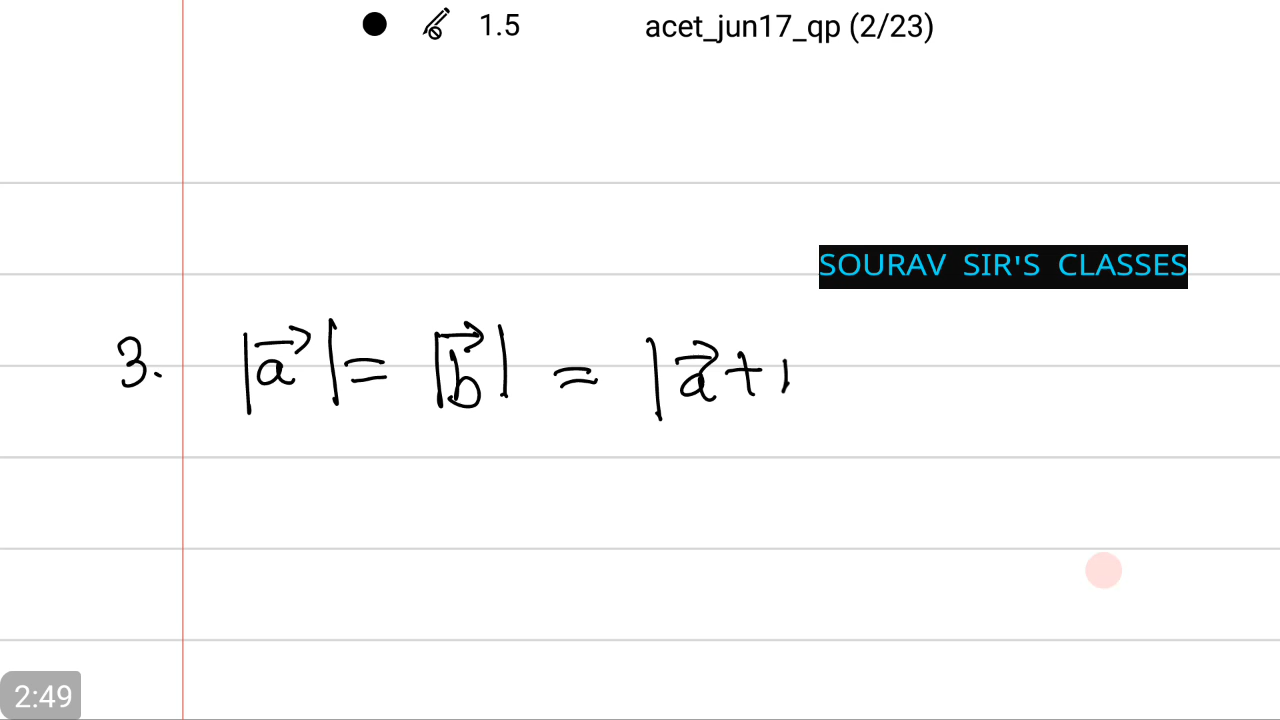 1.5 acet_jun17_qp (2/23)
SOURAV SIR'S CLASSES
3. |a⃗| = |b⃗| = |a⃗ +
2:49